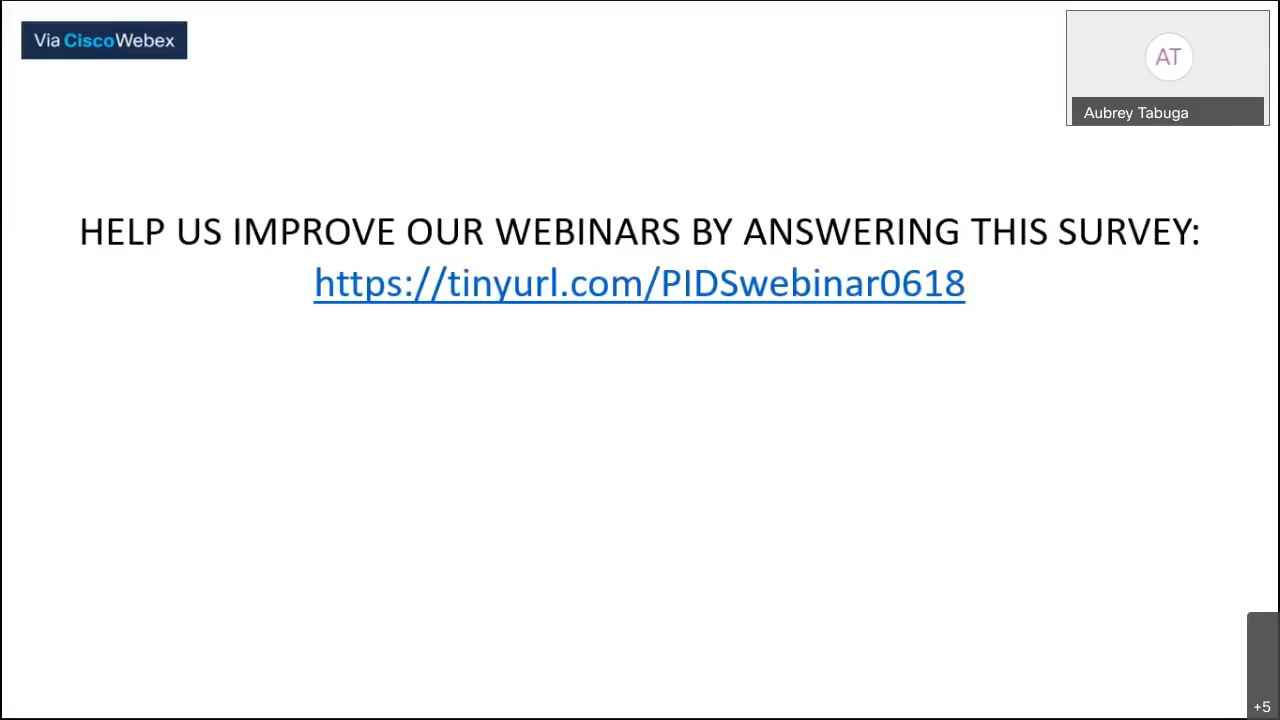 Via CiscoWebex
AT
Aubrey Tabuga
HELP US IMPROVE OUR WEBINARS BY ANSWERING THIS SURVEY:
https://tinyurl.com/PIDSwebinar0618
+5